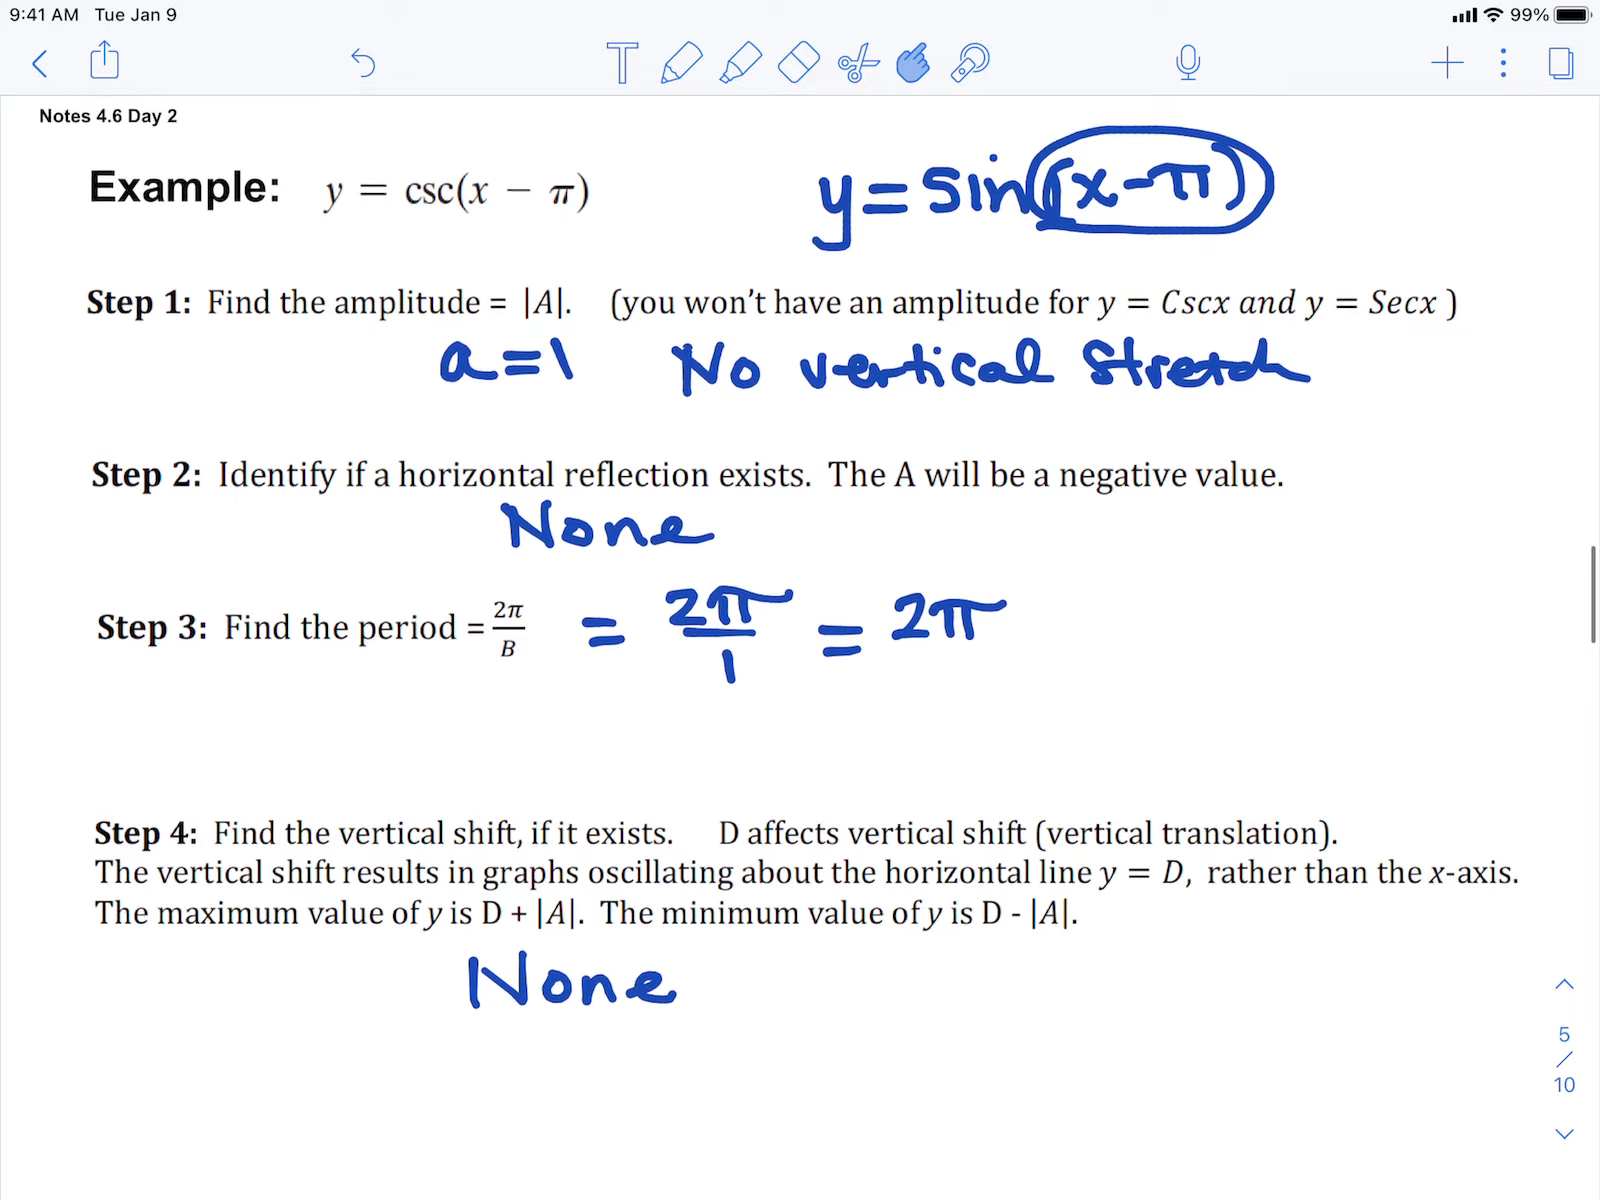 9:41 AM Tue Jan 9 99%
Notes 4.6 Day 2
Example: y = csc(x − π) y = sin((x-π))
Step 1: Find the amplitude = |A|. (you won't have an amplitude for y = Cscx and y = Secx )
a = 1 No vertical stretch
Step 2: Identify if a horizontal reflection exists. The A will be a negative value.
None
Step 3: Find the period = 2π/B = 2π/1 = 2π
Step 4: Find the vertical shift, if it exists. D affects vertical shift (vertical translation).
The vertical shift results in graphs oscillating about the horizontal line y = D, rather than the x-axis.
The maximum value of y is D + |A|. The minimum value of y is D - |A|.
None
5
/
10